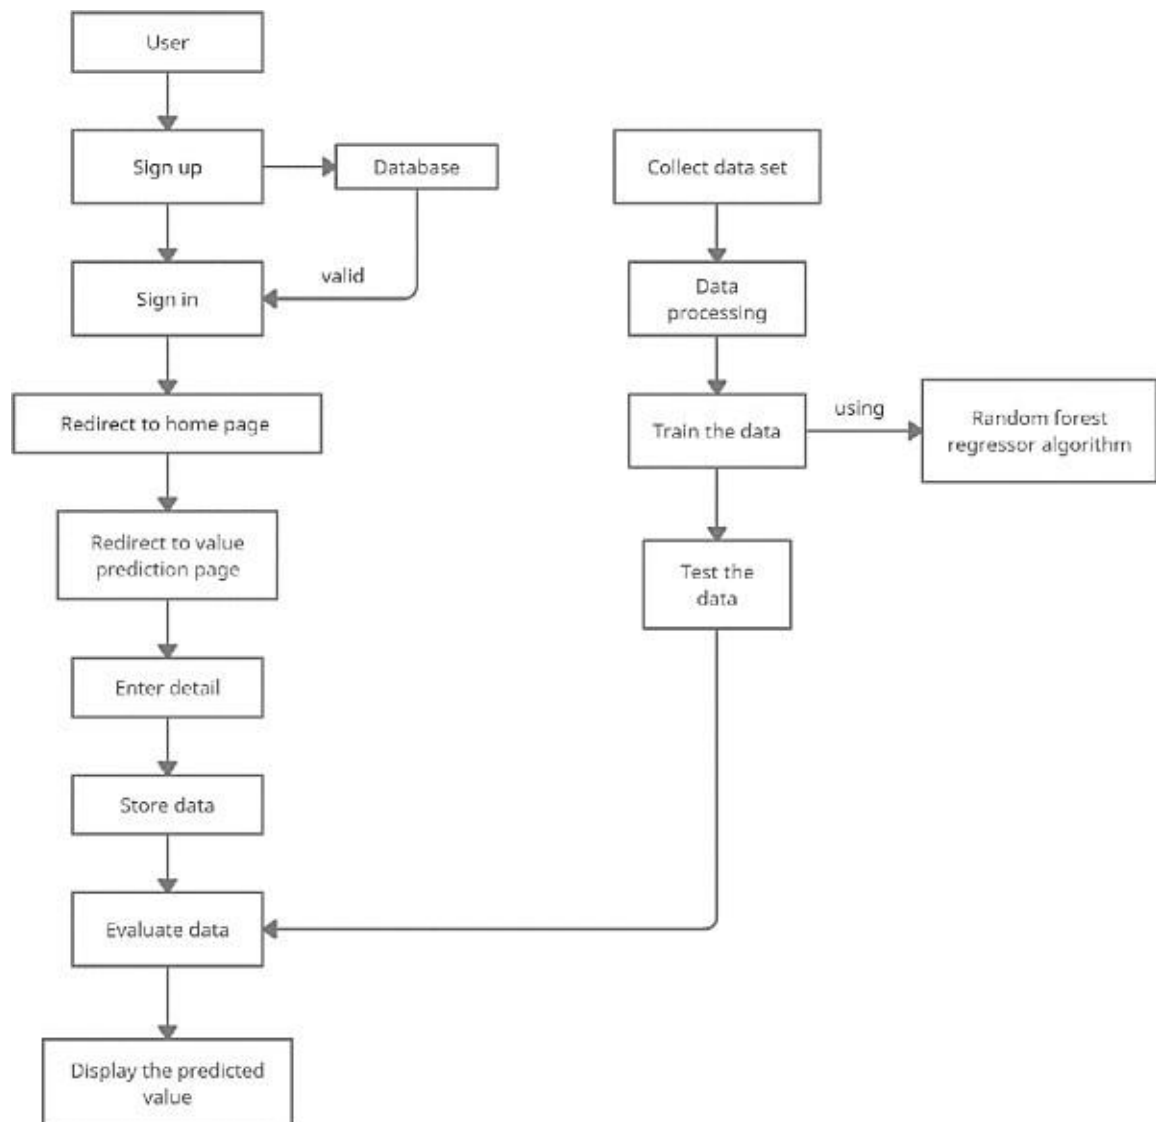 User
Sign up
Database
Collect data set
valid
Sign in
Data
processing
Redirect to home page
Train the data
using
Random forest
regressor algorithm
Redirect to value
prediction page
Test the
data
Enter detail
Store data
Evaluate data
Display the predicted
value